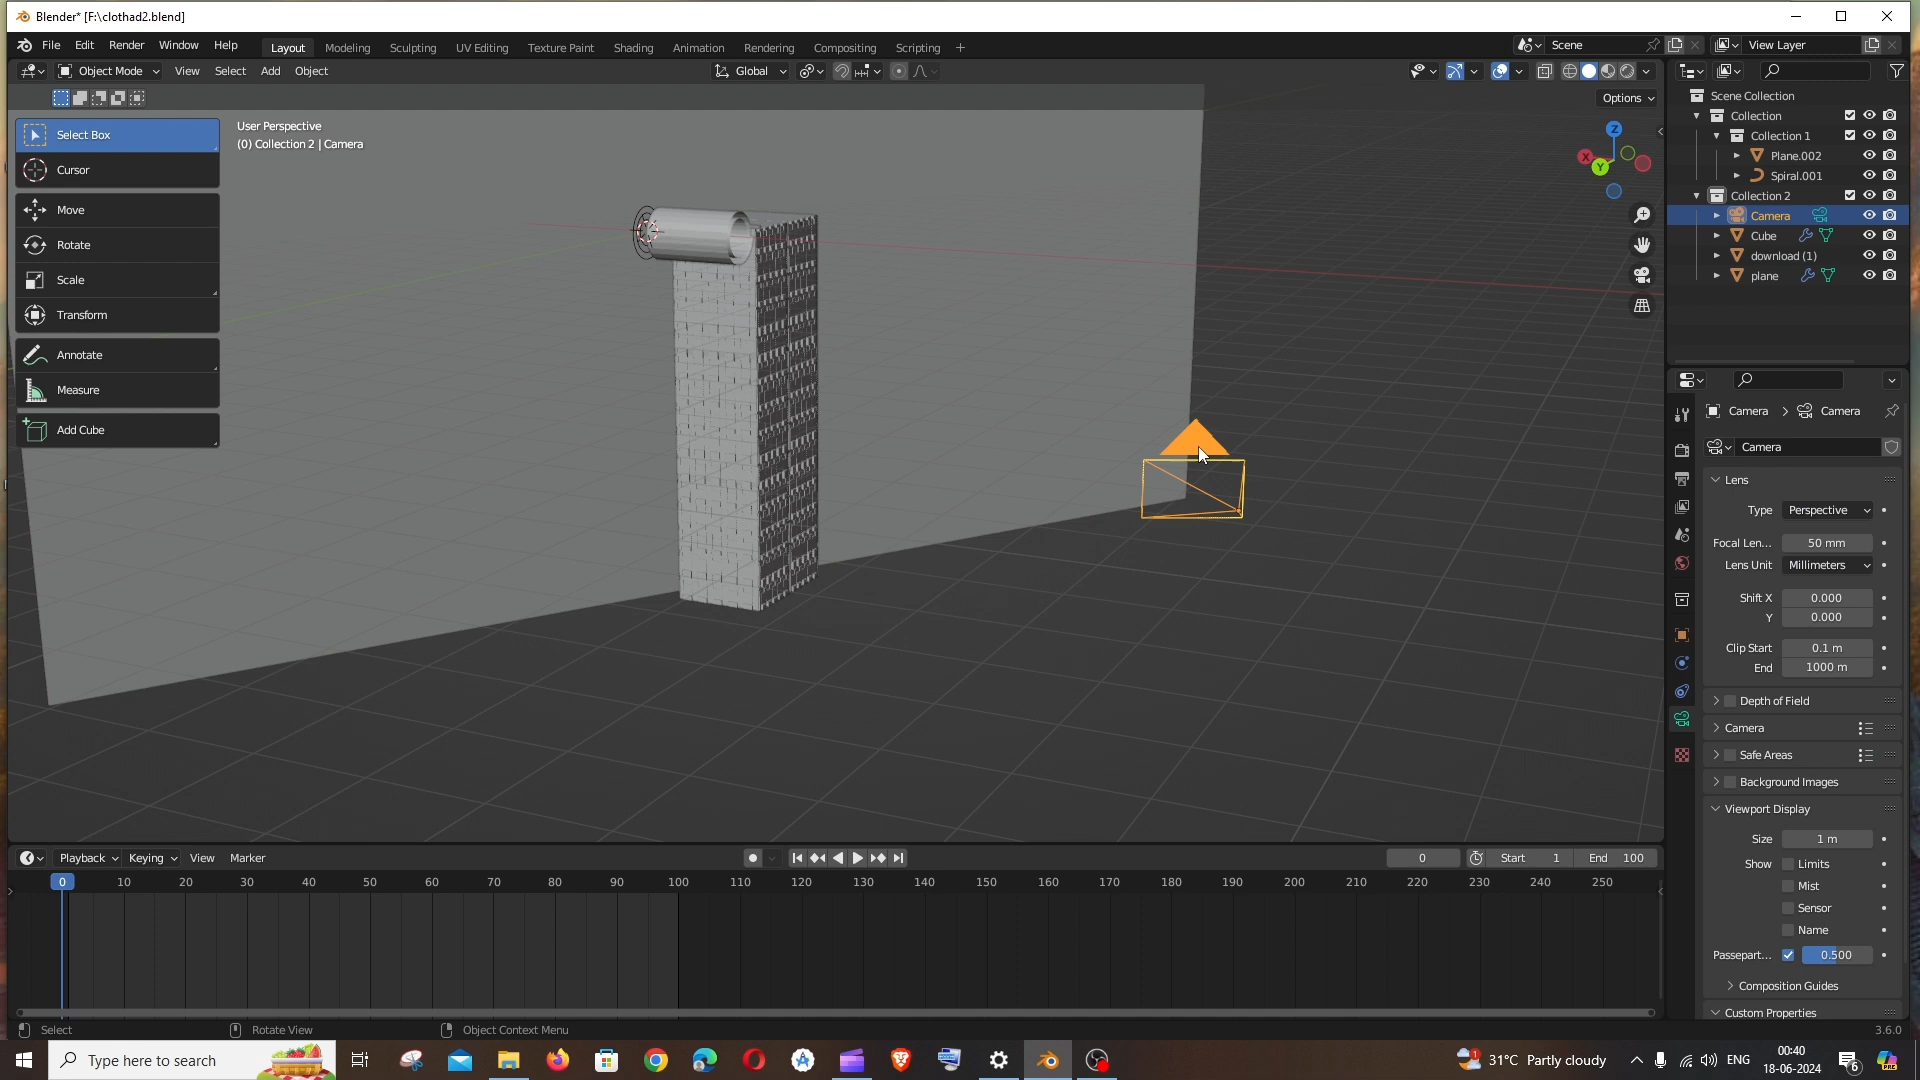 Blender* [F:\clothad2.blend]
File Edit Render Window Help Layout Modeling Sculpting UV Editing Texture Paint Shading Animation Rendering Compositing Scripting + Scene View Layer
Object Mode View Select Add Object Global
Options
User Perspective
(0) Collection 2 | Camera
Select Box
Cursor
Move
Rotate
Scale
Transform
Annotate
Measure
Add Cube
Z
X
Y
Scene Collection
Collection
Collection 1
Plane.002
Spiral.001
Collection 2
Camera
Cube
download (1)
plane
Camera > Camera
Camera
Lens
Type Perspective
Focal Len... 50 mm
Lens Unit Millimeters
Shift X 0.000
Y 0.000
Clip Start 0.1 m
End 1000 m
Depth of Field
Camera
Safe Areas
Background Images
Viewport Display
Size 1 m
Show Limits
Mist
Sensor
Name
Passepart... 0.500
Composition Guides
Custom Properties
Playback Keying View Marker 0 Start 1 End 100
0 10 20 30 40 50 60 70 80 90 100 110 120 130 140 150 160 170 180 190 200 210 220 230 240 250
Select Rotate View Object Context Menu 3.6.0
Type here to search 31°C Partly cloudy ENG 00:40
18-06-2024 6
PRE